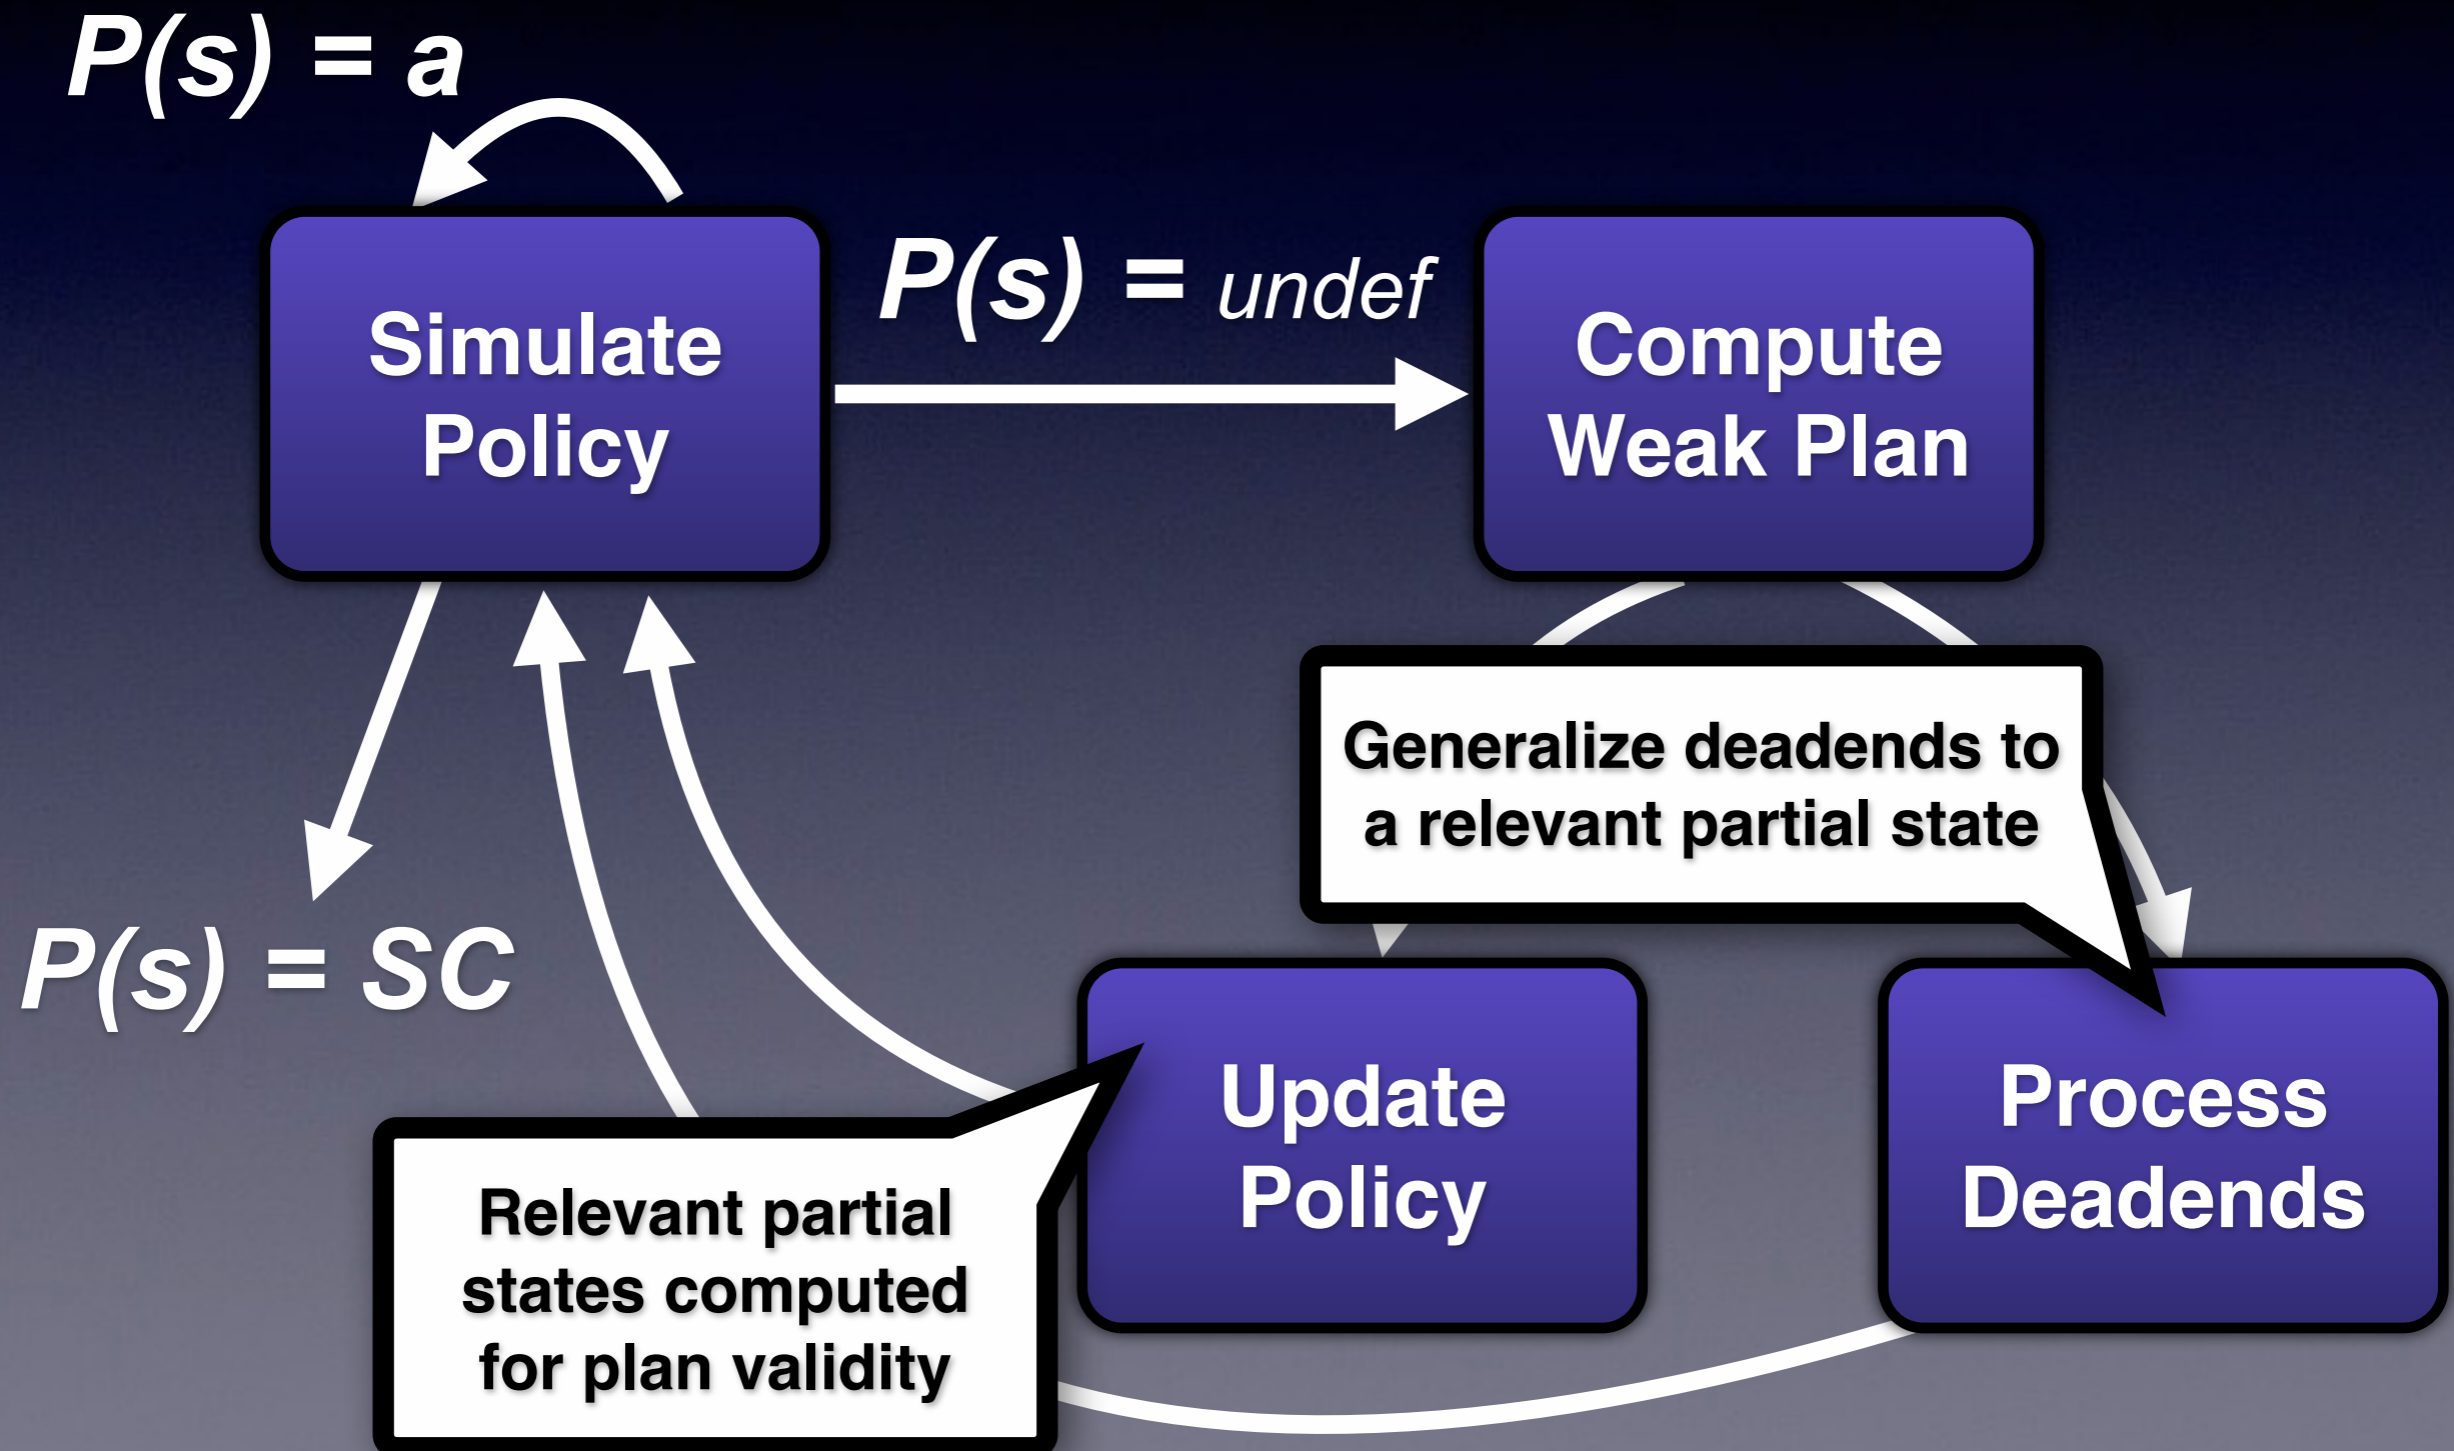 P(s) = a
P(s) = undef
Simulate
Policy
Compute
Weak Plan
Generalize deadends to
a relevant partial state
P(s) = SC
Update
Policy
Process
Deadends
Relevant partial
states computed
for plan validity